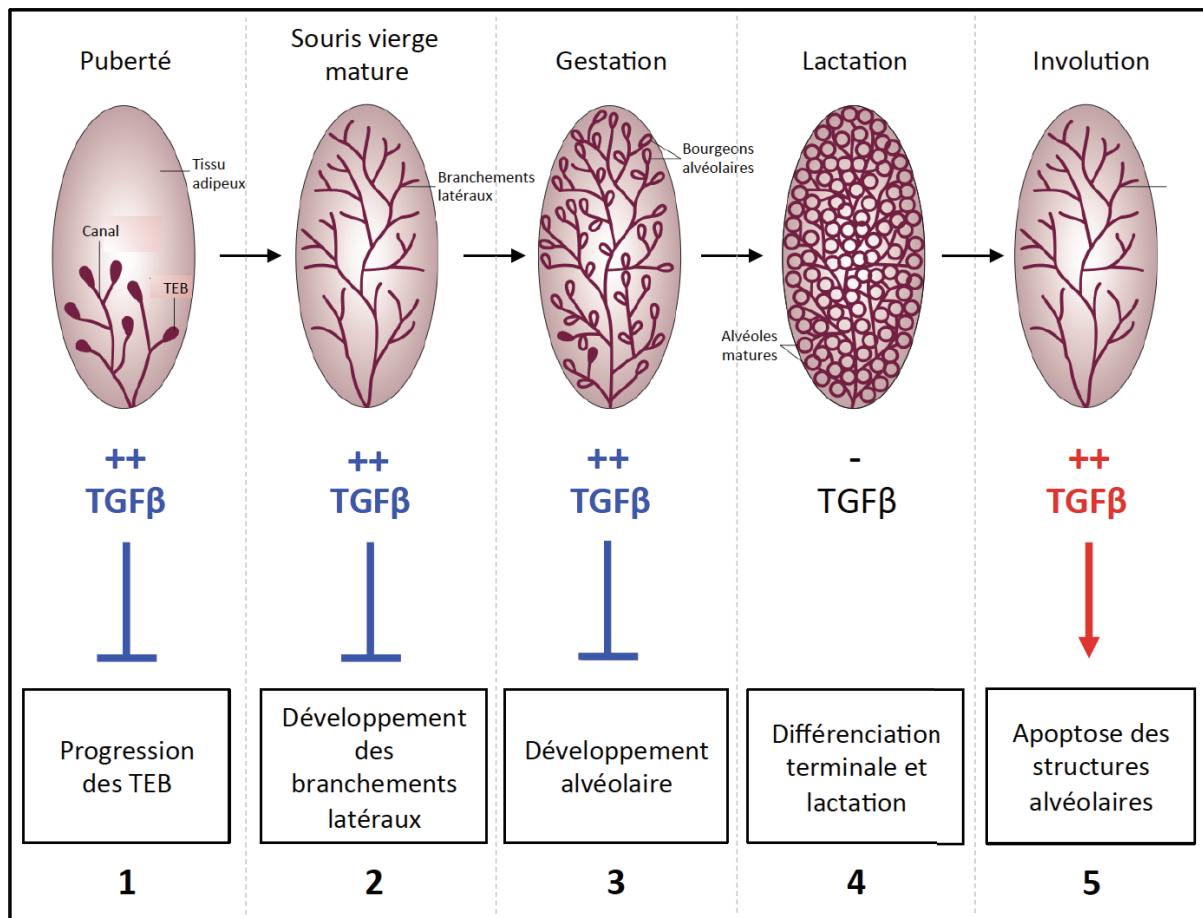 Puberté
Souris vierge
mature
Gestation
Lactation
Involution
Tissu
adipeux
Canal
TEB
Branchements
latéraux
Bourgeons
alvéolaires
Alvéoles
matures
++
TGFβ
++
TGFβ
++
TGFβ
-
TGFβ
++
TGFβ
Progression
des TEB
Développement
des
branchements
latéraux
Développement
alvéolaire
Différenciation
terminale et
lactation
Apoptose des
structures
alvéolaires
1
2
3
4
5